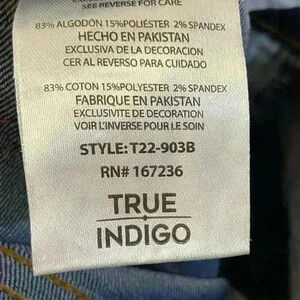 SEE REVERSE FOR CARE
83% ALGODÓN 15%POLIÉSTER 2% SPANDEX
HECHO EN PAKISTAN
EXCLUSIVA DE LA DECORACION
CER AL REVERSO PARA CUIDADO
83% COTON 15%POLYESTER 2% SPANDEX
FABRIQUE EN PAKISTAN
EXCLUSIVITE DE DECORATION
VOIR L'INVERSE POUR LE SOIN
STYLE: T22-903B
RN# 167236
TRUE
INDIGO